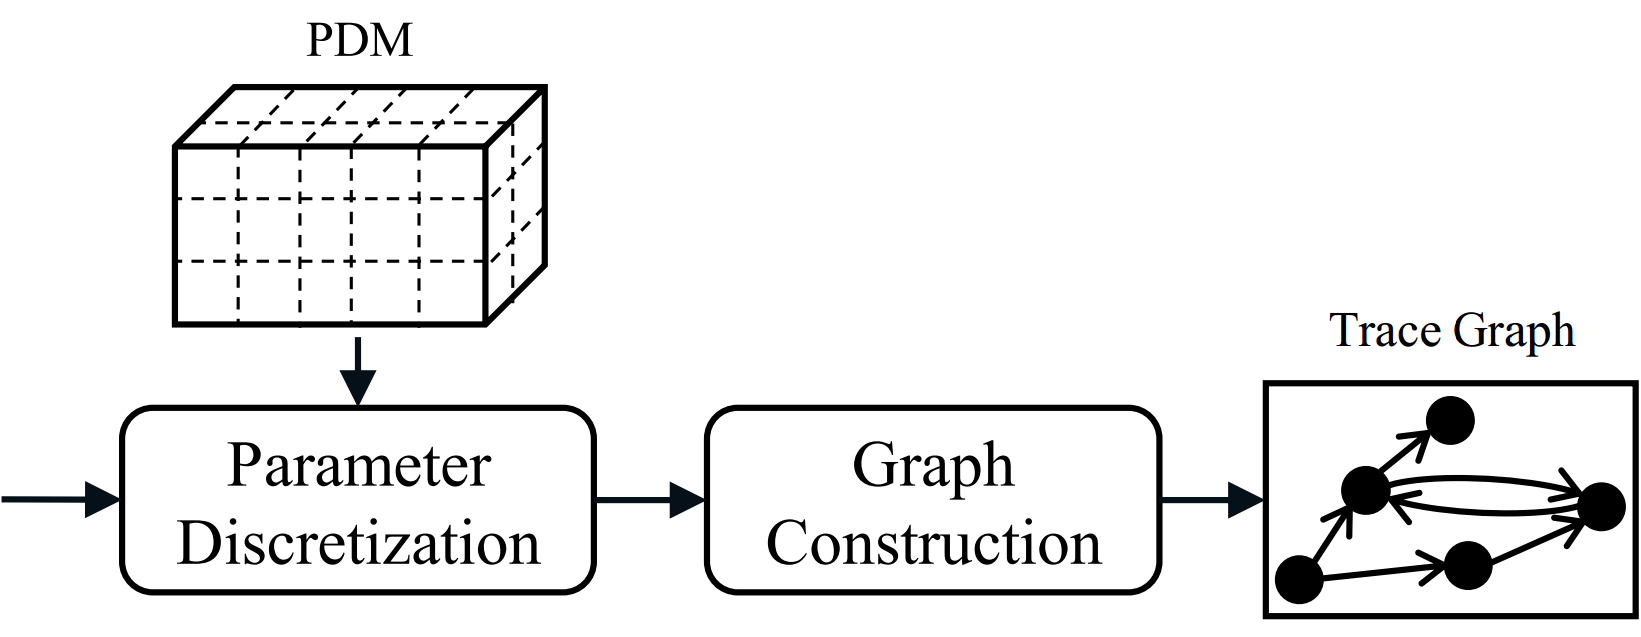 PDM
Trace Graph
Parameter
Discretization
Graph
Construction